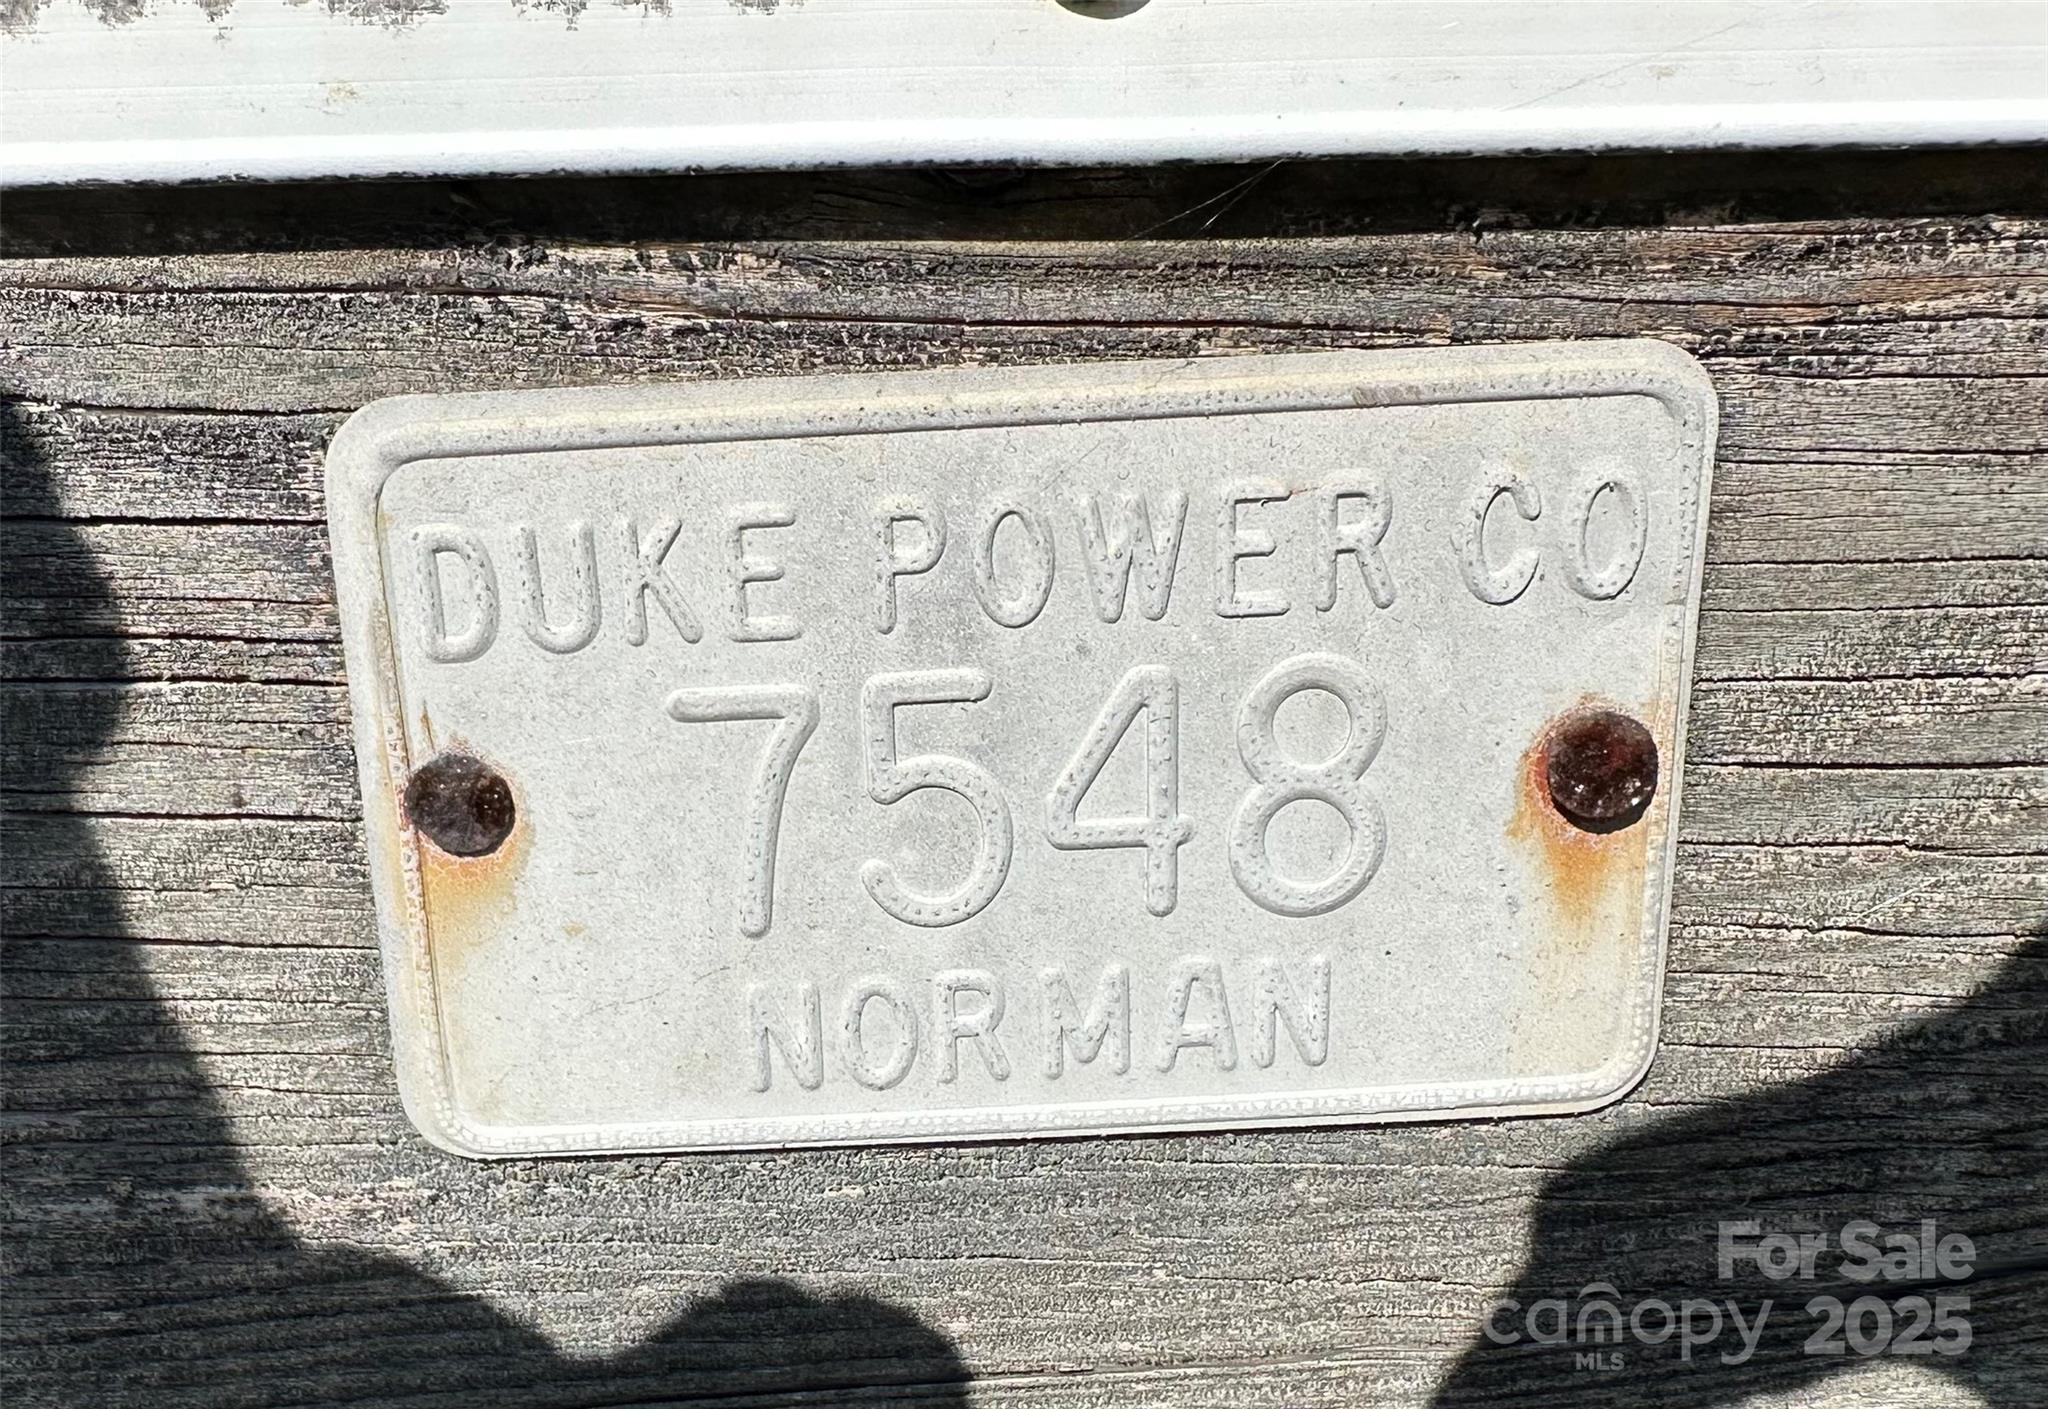 DUKE POWER CO
7548
NORMAN
For Sale
canopy 2025
MLS